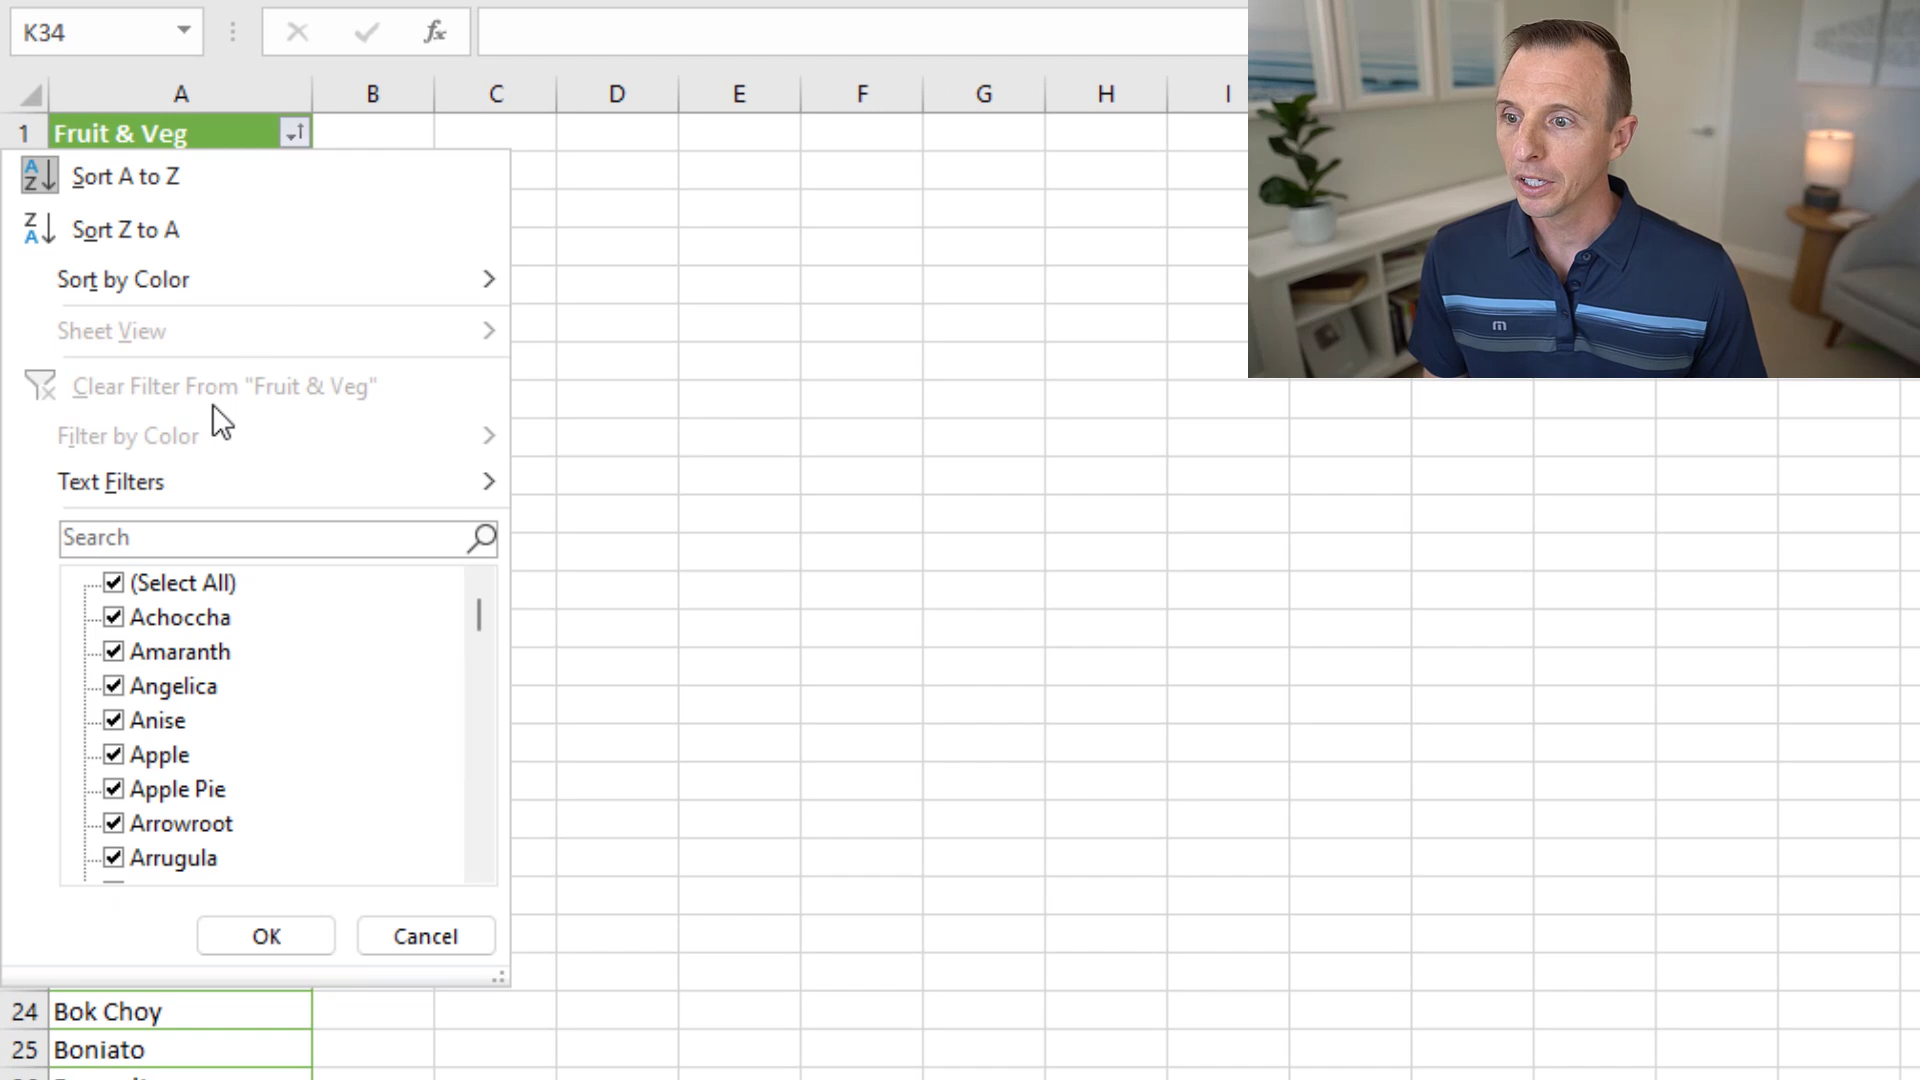 K34
fx
A B C D E F G H I
1 Fruit & Veg
Sort A to Z
Sort Z to A
Sort by Color
Sheet View
Clear Filter From "Fruit & Veg"
Filter by Color
Text Filters
Search
(Select All)
Achoccha
Amaranth
Angelica
Anise
Apple
Apple Pie
Arrowroot
Arrugula
OK Cancel
24 Bok Choy
25 Boniato
m